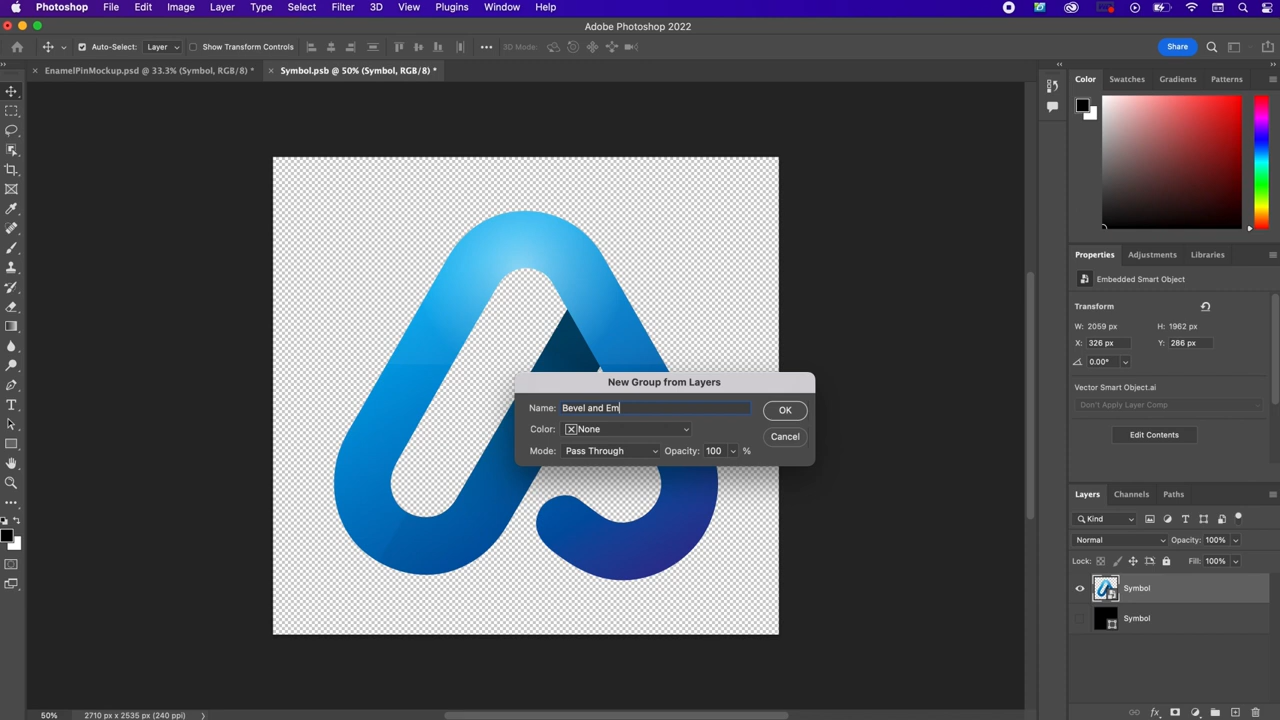 Photoshop File Edit Image Layer Type Select Filter 3D View Plugins Window Help
Adobe Photoshop 2022
Auto-Select: Layer Show Transform Controls 3D Mode: Share
EnamelPinMockup.psd @ 33.3% (Symbol, RGB/8) * Symbol.psb @ 50% (Symbol, RGB/8) *
Color Swatches Gradients Patterns
Properties Adjustments Libraries
Embedded Smart Object
Transform
W: 2059 px H: 1962 px
X: 326 px Y: 286 px
0.00°
Vector Smart Object.ai
Don't Apply Layer Comp
Edit Contents
New Group from Layers
Name: Bevel and Em OK
Color: None Cancel
Mode: Pass Through Opacity: 100 %
Layers Channels Paths
Kind
Normal Opacity: 100%
Lock: Fill: 100%
Symbol
Symbol
50% 2710 px x 2535 px (240 ppi)